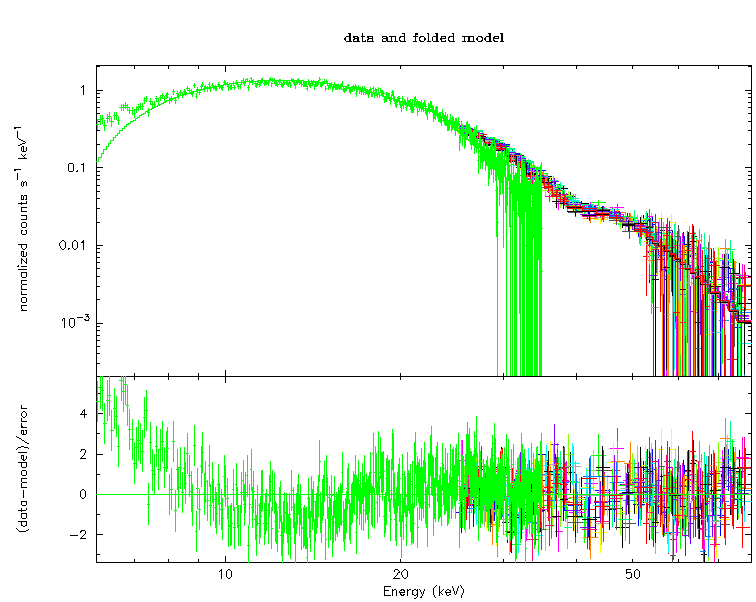 data and folded model
normalized counts s⁻¹ keV⁻¹
1
0.1
0.01
10⁻³
(data−model)/error
4
2
0
−2
10
20
50
Energy (keV)